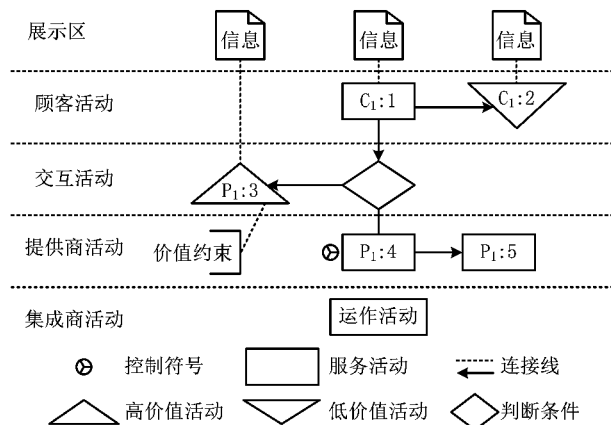 展示区 信息 信息 信息
顾客活动 C₁:1 C₁:2
交互活动 P₁:3
提供商活动 价值约束 P₁:4 P₁:5
集成商活动 运作活动
控制符号 服务活动 连接线
高价值活动 低价值活动 判断条件